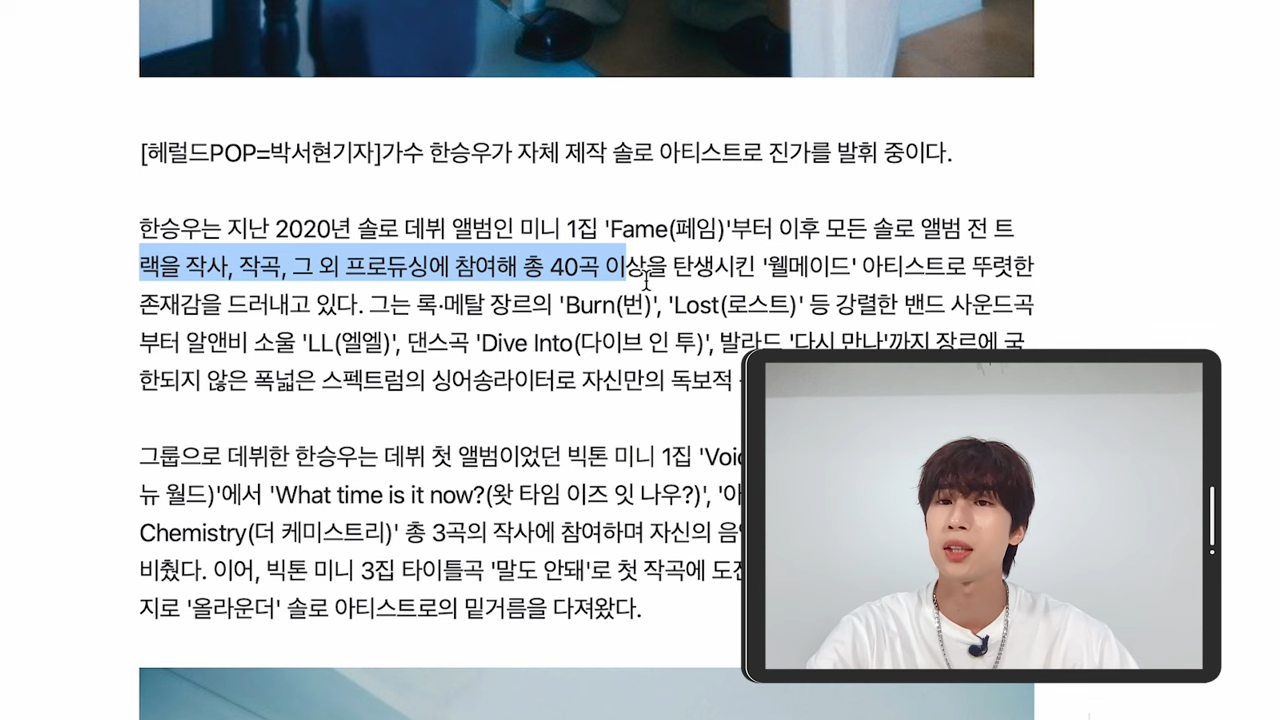 [헤럴드POP=박서현기자]가수 한승우가 자체 제작 솔로 아티스트로 진가를 발휘 중이다.
한승우는 지난 2020년 솔로 데뷔 앨범인 미니 1집 'Fame(페임)'부터 이후 모든 솔로 앨범 전 트
랙을 작사, 작곡, 그 외 프로듀싱에 참여해 총 40곡 이상을 탄생시킨 '웰메이드' 아티스트로 뚜렷한
존재감을 드러내고 있다. 그는 록·메탈 장르의 'Burn(번)', 'Lost(로스트)' 등 강렬한 밴드 사운드곡
부터 알앤비 소울 'LL(엘엘)', 댄스곡 'Dive Into(다이브 인 투)', 발라드 '다시 만나'까지 장르에 국
한되지 않은 폭넓은 스펙트럼의 싱어송라이터로 자신만의 독보적
그룹으로 데뷔한 한승우는 데뷔 첫 앨범이었던 빅톤 미니 1집
뉴 월드)'에서 'What time is it now?(왓 타임 이즈 잇 나우?)',
Chemistry(더 케미스트리)' 총 3곡의 작사에 참여하며 자신의
비췄다. 이어, 빅톤 미니 3집 타이틀곡 '말도 안돼'로 첫 작곡에
지로 '올라운더' 솔로 아티스트로의 밑거름을 다져왔다.